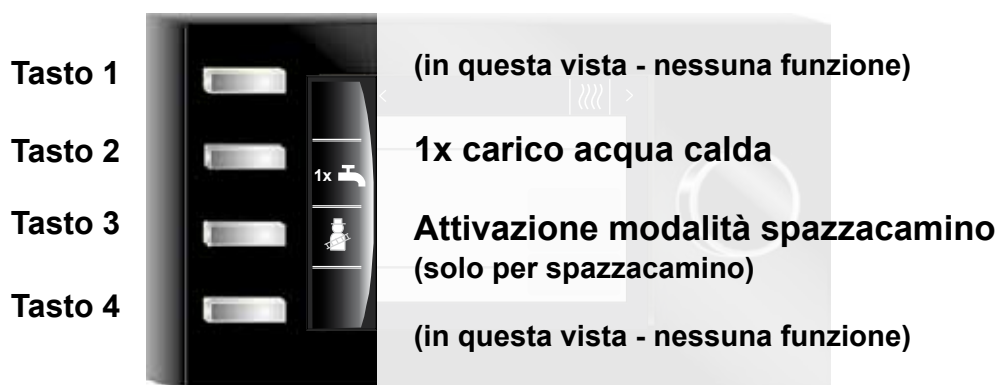 Tasto 1
(in questa vista - nessuna funzione)
Tasto 2
1x carico acqua calda
1x
Tasto 3
Attivazione modalità spazzacamino
(solo per spazzacamino)
Tasto 4
(in questa vista - nessuna funzione)